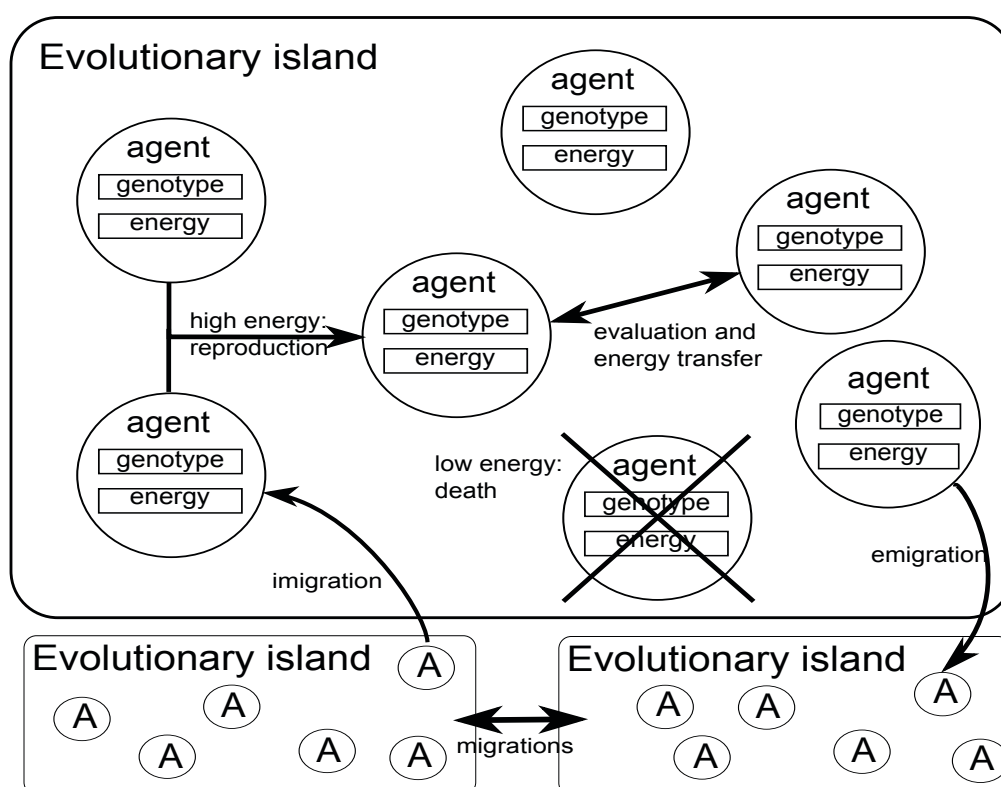 Evolutionary island
agent
genotype
energy
agent
genotype
energy
agent
genotype
energy
agent
genotype
energy
high energy:
reproduction
evaluation and
energy transfer
agent
genotype
energy
agent
genotype
energy
low energy:
death
agent
genotype
energy
imigration
emigration
Evolutionary island
A
A
A
A
A
A
migrations
Evolutionary island
A
A
A
A
A
A